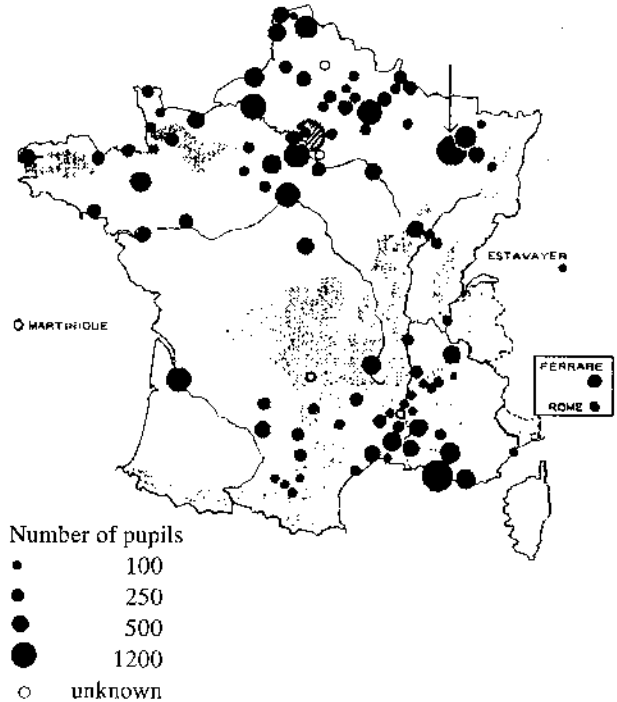 ESTAVAYER
MARTINIQUE
FERRARE
ROME
Number of pupils
100
250
500
1200
unknown